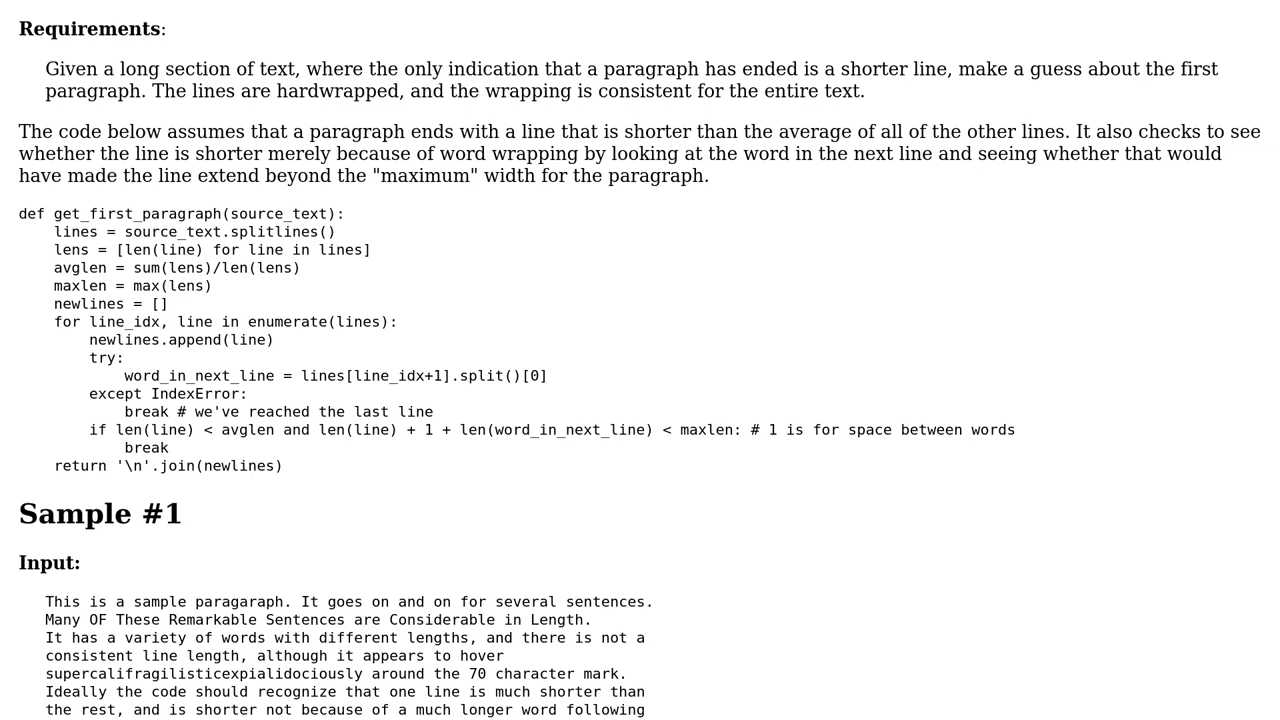 Requirements:
Given a long section of text, where the only indication that a paragraph has ended is a shorter line, make a guess about the first
paragraph. The lines are hardwrapped, and the wrapping is consistent for the entire text.
The code below assumes that a paragraph ends with a line that is shorter than the average of all of the other lines. It also checks to see
whether the line is shorter merely because of word wrapping by looking at the word in the next line and seeing whether that would
have made the line extend beyond the "maximum" width for the paragraph.
def get_first_paragraph(source_text):
    lines = source_text.splitlines()
    lens = [len(line) for line in lines]
    avglen = sum(lens)/len(lens)
    maxlen = max(lens)
    newlines = []
    for line_idx, line in enumerate(lines):
        newlines.append(line)
        try:
            word_in_next_line = lines[line_idx+1].split()[0]
        except IndexError:
            break # we've reached the last line
        if len(line) < avglen and len(line) + 1 + len(word_in_next_line) < maxlen: # 1 is for space between words
            break
    return '\n'.join(newlines)
Sample #1
Input:
This is a sample paragaraph. It goes on and on for several sentences.
Many OF These Remarkable Sentences are Considerable in Length.
It has a variety of words with different lengths, and there is not a
consistent line length, although it appears to hover
supercalifragilisticexpialidociously around the 70 character mark.
Ideally the code should recognize that one line is much shorter than
the rest, and is shorter not because of a much longer word following